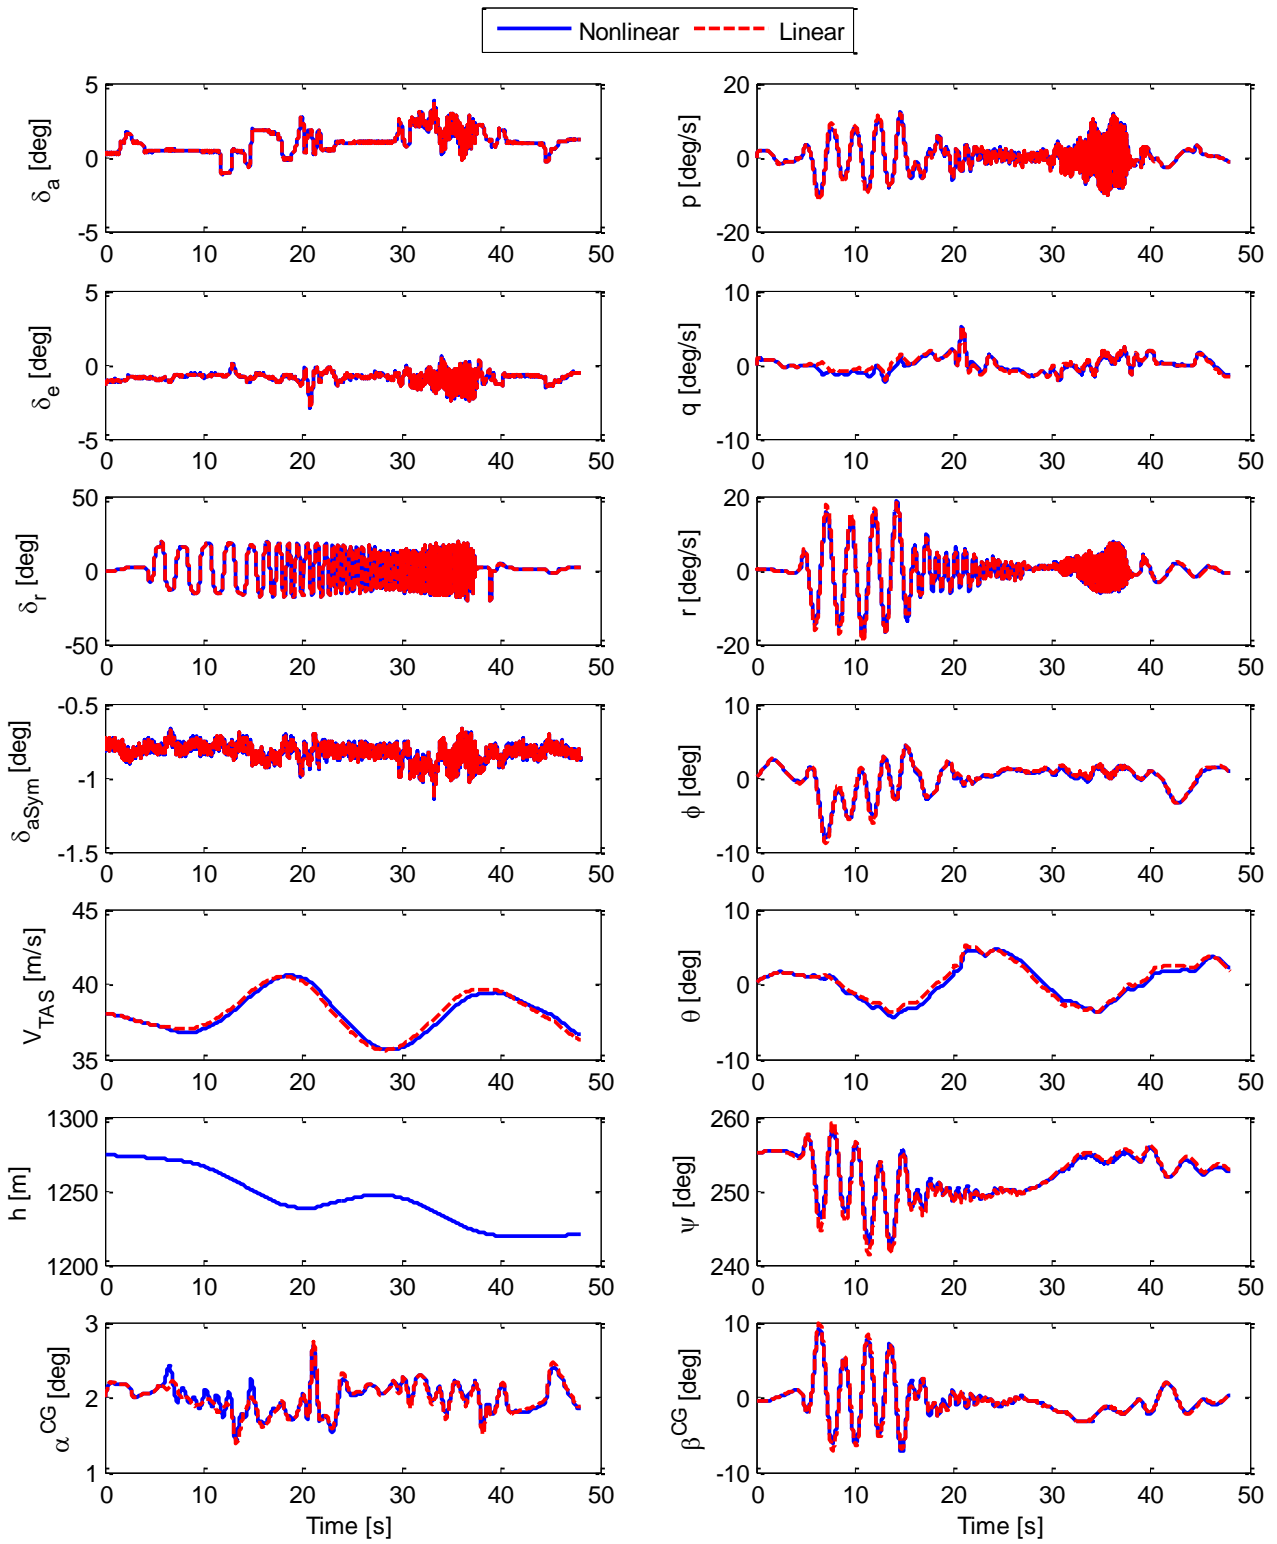 Nonlinear Linear
δa [deg]
5
0
-5
0 10 20 30 40 50
p [deg/s]
20
0
-20
0 10 20 30 40 50
δe [deg]
5
0
-5
0 10 20 30 40 50
q [deg/s]
10
0
-10
0 10 20 30 40 50
δr [deg]
50
0
-50
0 10 20 30 40 50
r [deg/s]
20
0
-20
0 10 20 30 40 50
δaSym [deg]
-0.5
-1
-1.5
0 10 20 30 40 50
ϕ [deg]
10
0
-10
0 10 20 30 40 50
VTAS [m/s]
45
40
35
0 10 20 30 40 50
θ [deg]
10
0
-10
0 10 20 30 40 50
h [m]
1300
1250
1200
0 10 20 30 40 50
ψ [deg]
260
250
240
0 10 20 30 40 50
αCG [deg]
3
2
1
0 10 20 30 40 50
Time [s]
βCG [deg]
10
0
-10
0 10 20 30 40 50
Time [s]